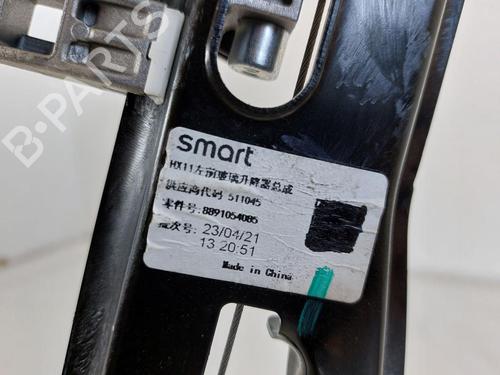 B-PARTS
smart
HX11左前玻璃升降器总成
供应商代码 511045
零件号: 8891054085
批次号: 23/04/21
13 20:51
Made in China